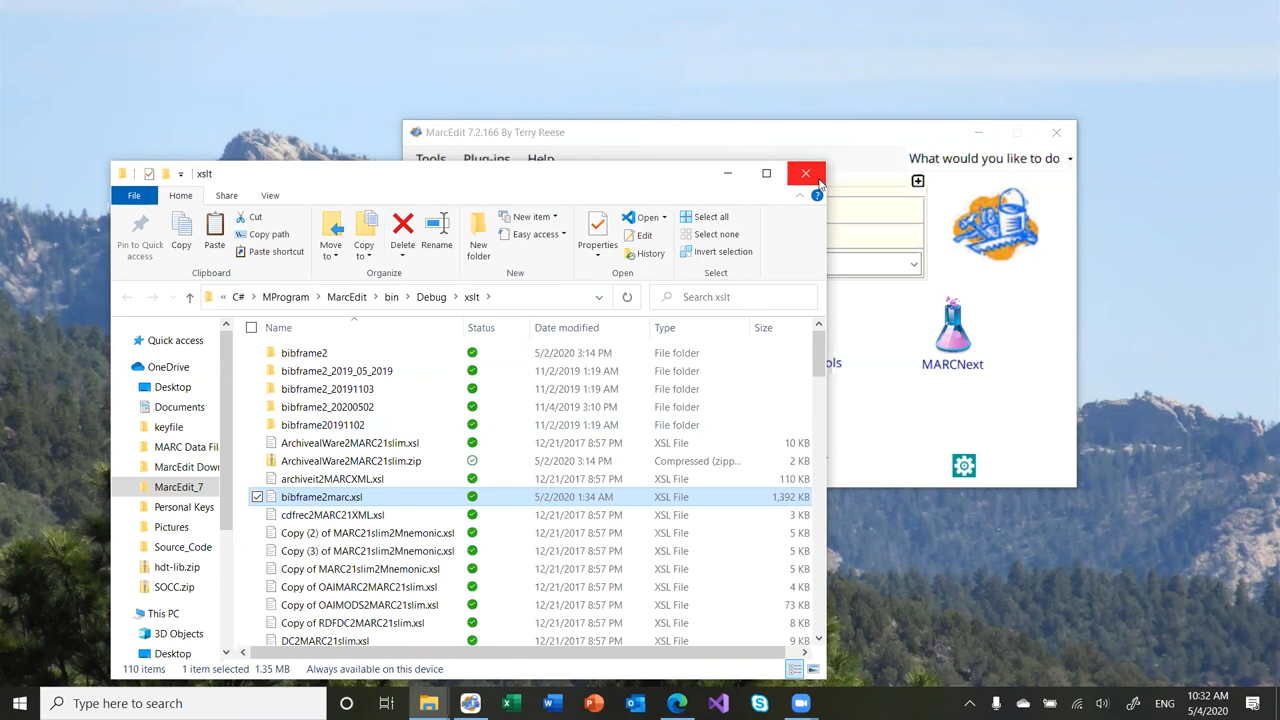 MarcEdit 7.2.166 By Terry Reese
Tools Plug-ins Help
What would you like to do
MARCNext
xslt
File Home Share View
Pin to Quick access
Copy
Paste
Cut
Copy path
Paste shortcut
Clipboard
Move to
Copy to
Delete
Rename
Organize
New folder
New item
Easy access
New
Properties
Open
Edit
History
Open
Select all
Select none
Invert selection
Select
« C# › MProgram › MarcEdit › bin › Debug › xslt ›
Search xslt
Quick access
OneDrive
Desktop
Documents
keyfile
MARC Data Fil
MarcEdit Dow
MarcEdit_7
Personal Keys
Pictures
Source_Code
hdt-lib.zip
SOCC.zip
This PC
3D Objects
Desktop
Name Status Date modified Type Size
bibframe2 5/2/2020 3:14 PM File folder
bibframe2_2019_05_2019 11/2/2019 1:19 AM File folder
bibframe2_20191103 11/2/2019 1:19 AM File folder
bibframe2_20200502 11/4/2019 3:10 PM File folder
bibframe20191102 11/2/2019 1:19 AM File folder
ArchivealWare2MARC21slim.xsl 12/21/2017 8:57 PM XSL File 10 KB
ArchivealWare2MARC21slim.zip 5/2/2020 3:14 PM Compressed (zipp... 2 KB
archiveit2MARCXML.xsl 12/21/2017 8:57 PM XSL File 110 KB
bibframe2marc.xsl 5/2/2020 1:34 AM XSL File 1,392 KB
cdfrec2MARC21XML.xsl 12/21/2017 8:57 PM XSL File 3 KB
Copy (2) of MARC21slim2Mnemonic.xsl 12/21/2017 8:57 PM XSL File 5 KB
Copy (3) of MARC21slim2Mnemonic.xsl 12/21/2017 8:57 PM XSL File 5 KB
Copy of MARC21slim2Mnemonic.xsl 12/21/2017 8:57 PM XSL File 5 KB
Copy of OAIMARC2MARC21slim.xsl 12/21/2017 8:57 PM XSL File 4 KB
Copy of OAIMODS2MARC21slim.xsl 12/21/2017 8:57 PM XSL File 73 KB
Copy of RDFDC2MARC21slim.xsl 12/21/2017 8:57 PM XSL File 8 KB
DC2MARC21slim.xsl 12/21/2017 8:57 PM XSL File 9 KB
110 items 1 item selected 1.35 MB Always available on this device
Type here to search
ENG
10:32 AM
5/4/2020